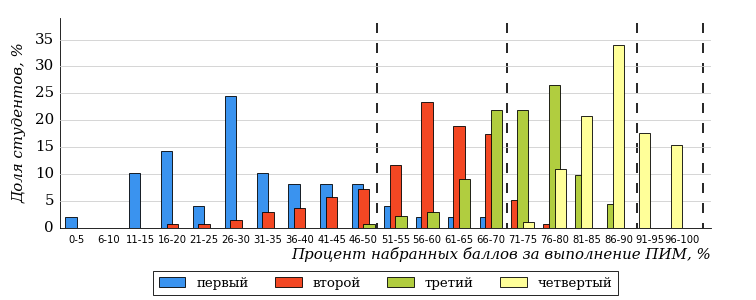 Доля студентов, %
35
30
25
20
15
10
5
0
0-5 6-10 11-15 16-20 21-25 26-30 31-35 36-40 41-45 46-50 51-55 56-60 61-65 66-70 71-75 76-80 81-85 86-90 91-95 96-100
Процент набранных баллов за выполнение ПИМ, %
первый второй третий четвертый